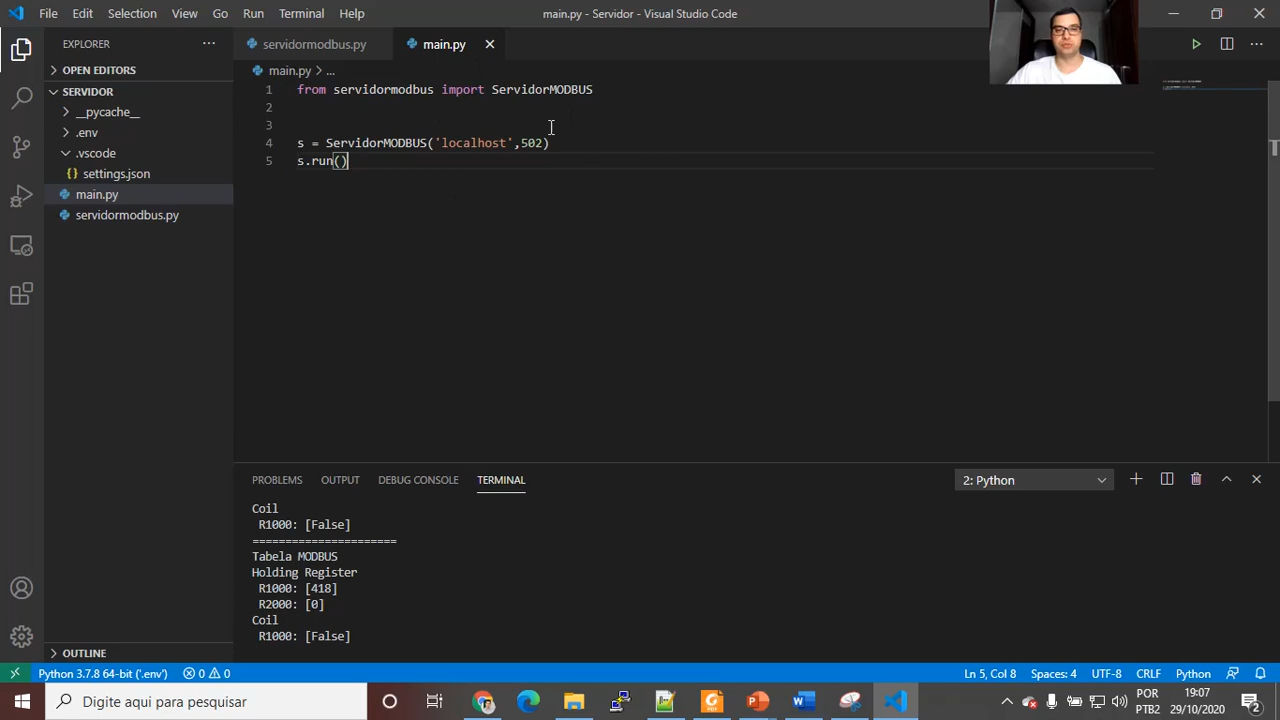 File Edit Selection View Go Run Terminal Help
main.py - Servidor - Visual Studio Code
EXPLORER
servidormodbus.py
main.py
OPEN EDITORS
main.py > ...
SERVIDOR
__pycache__
.env
.vscode
{} settings.json
main.py
servidormodbus.py
1 from servidormodbus import ServidorMODBUS
2
3
4 s = ServidorMODBUS('localhost',502)
5 s.run()
PROBLEMS OUTPUT DEBUG CONSOLE TERMINAL
2: Python
Coil
R1000: [False]
======================
Tabela MODBUS
Holding Register
R1000: [418]
R2000: [0]
Coil
R1000: [False]
OUTLINE
Python 3.7.8 64-bit ('.env') 0 0
Ln 5, Col 8 Spaces: 4 UTF-8 CRLF Python
Digite aqui para pesquisar
POR
PTB2
19:07
29/10/2020
2